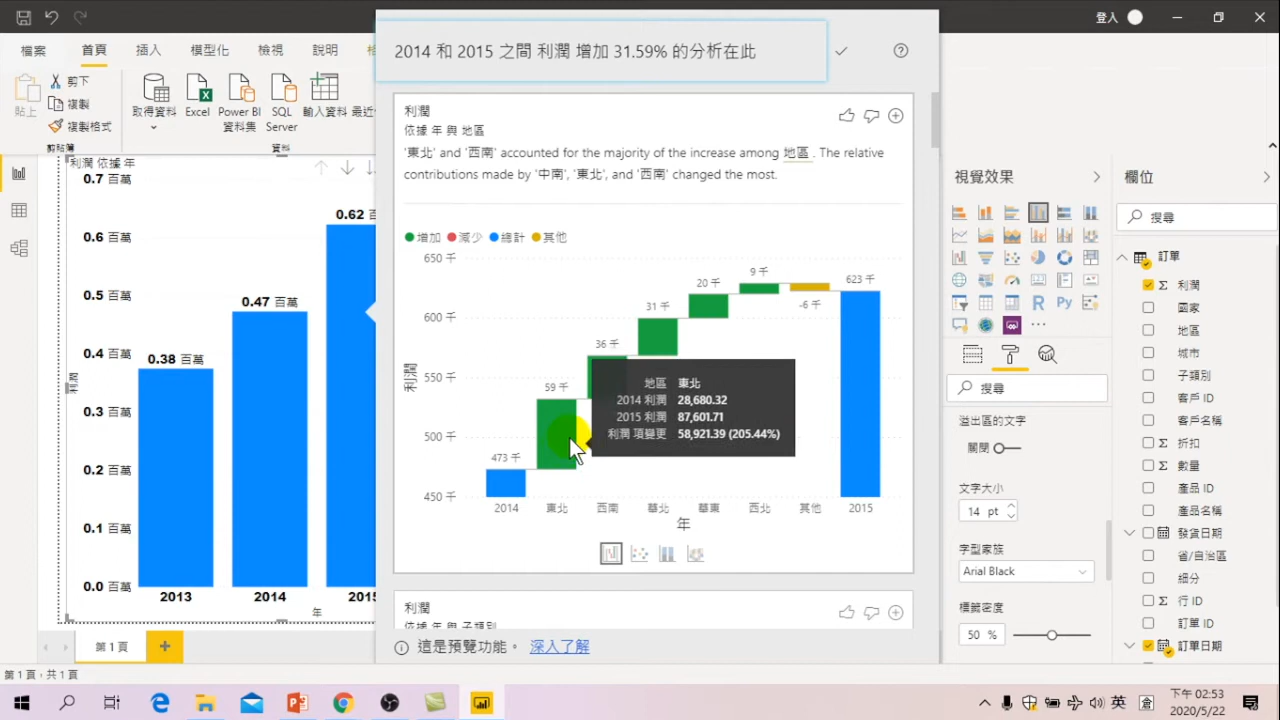 登入
檔案
首頁
插入
模型化
檢視
說明
貼上
剪下
複製
複製格式
剪貼簿
取得資料
Excel
Power BI
資料集
SQL
Server
輸入資料
最近
資料
利潤 依據 年
0.7 百萬
0.6 百萬
0.5 百萬
0.4 百萬
0.3 百萬
0.2 百萬
0.1 百萬
0.0 百萬
利潤
0.38 百萬
0.47 百萬
0.62 百
2013
2014
2015
年
2014 和 2015 之間 利潤 增加 31.59% 的分析在此
利潤
依據 年 與 地區
'東北' and '西南' accounted for the majority of the increase among 地區 . The relative
contributions made by '中南', '東北', and '西南' changed the most.
增加
減少
總計
其他
650 千
600 千
550 千
500 千
450 千
利潤
473 千
59 千
36 千
31 千
20 千
9 千
-6 千
623 千
地區 東北
2014 利潤 28,680.32
2015 利潤 87,601.71
利潤 項變更 58,921.39 (205.44%)
2014
東北
西南
華北
華東
西北
其他
2015
年
利潤
依據 年 與 子類別
這是預覽功能。 深入了解
視覺效果
R
Py
搜尋
溢出區的文字
關閉
文字大小
14 pt
字型家族
Arial Black
標籤密度
50 %
欄位
搜尋
訂單
利潤
國家
地區
城市
子類別
客戶 ID
客戶名稱
折扣
數量
產品 ID
產品名稱
發貨日期
省/自治區
細分
行 ID
訂單 ID
訂單日期
第 1 頁
第 1 頁，共 1 頁
英
倉
下午 02:53
2020/5/22